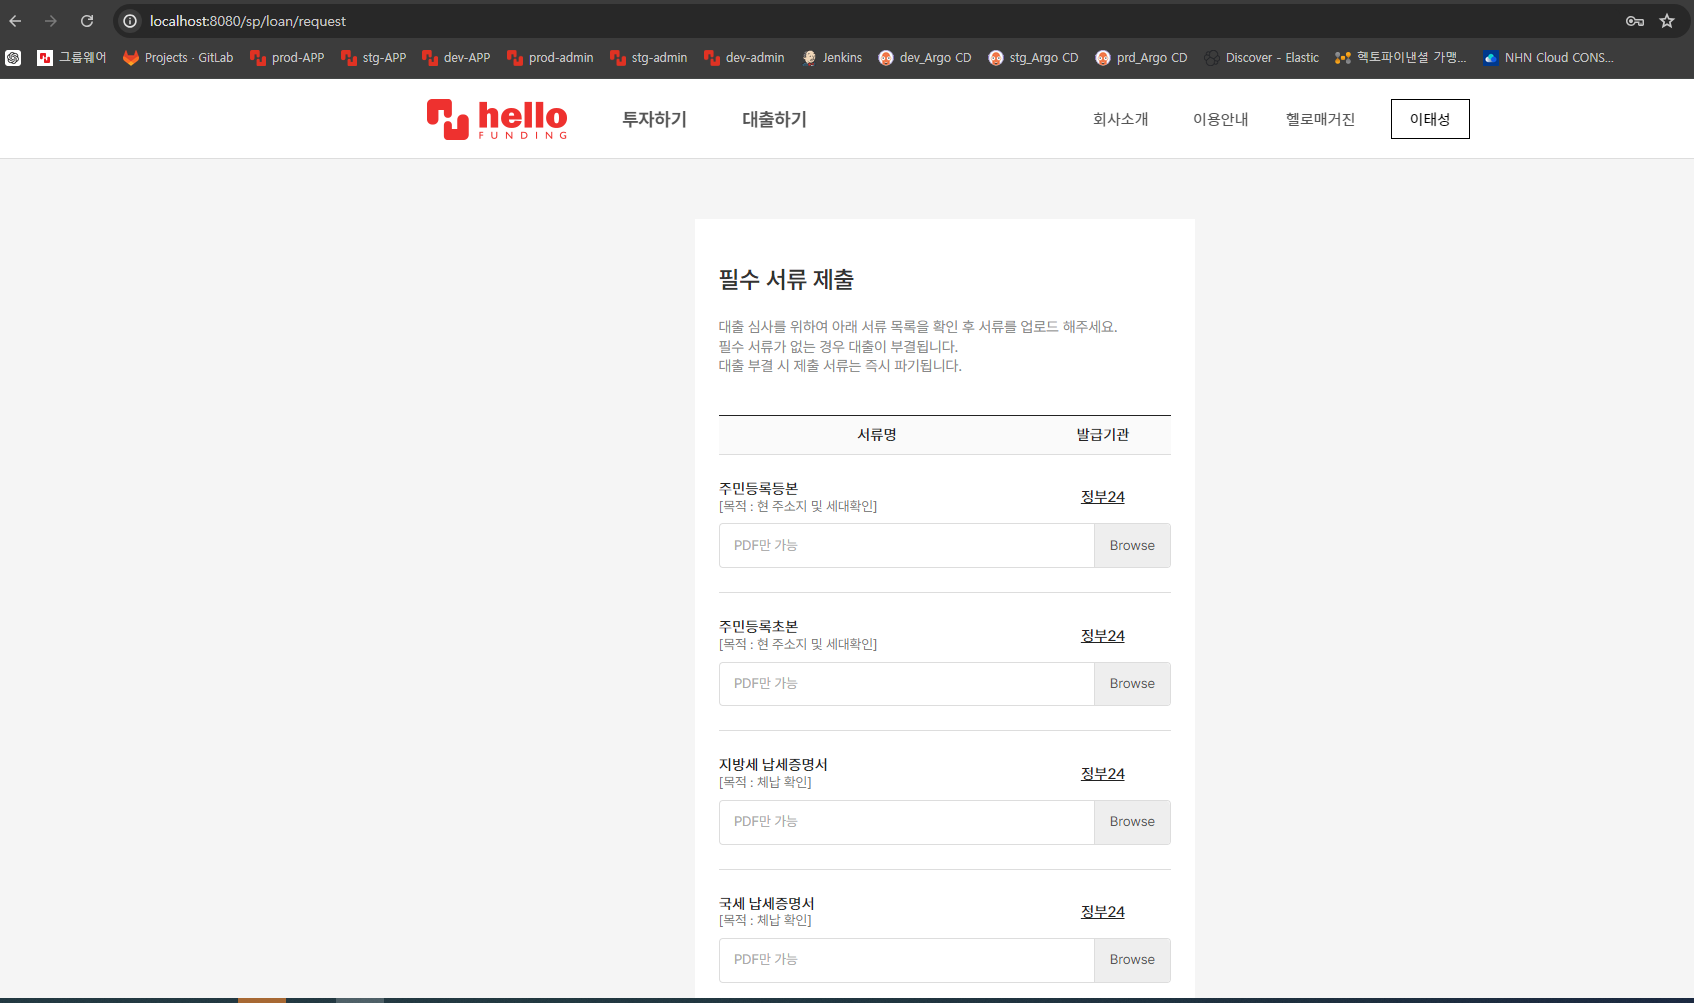 localhost:8080/sp/loan/request
그룹웨어 Projects · GitLab prod-APP stg-APP dev-APP prod-admin stg-admin dev-admin Jenkins dev_Argo CD stg_Argo CD prd_Argo CD Discover - Elastic 헥토파이낸셜 가맹... NHN Cloud CONS...
hello
FUNDING
투자하기 대출하기 회사소개 이용안내 헬로매거진 이태성
필수 서류 제출
대출 심사를 위하여 아래 서류 목록을 확인 후 서류를 업로드 해주세요.
필수 서류가 없는 경우 대출이 부결됩니다.
대출 부결 시 제출 서류는 즉시 파기됩니다.
서류명 발급기관
주민등록등본
[목적 : 현 주소지 및 세대확인]
정부24
PDF만 가능 Browse
주민등록초본
[목적 : 현 주소지 및 세대확인]
정부24
PDF만 가능 Browse
지방세 납세증명서
[목적 : 체납 확인]
정부24
PDF만 가능 Browse
국세 납세증명서
[목적 : 체납 확인]
정부24
PDF만 가능 Browse